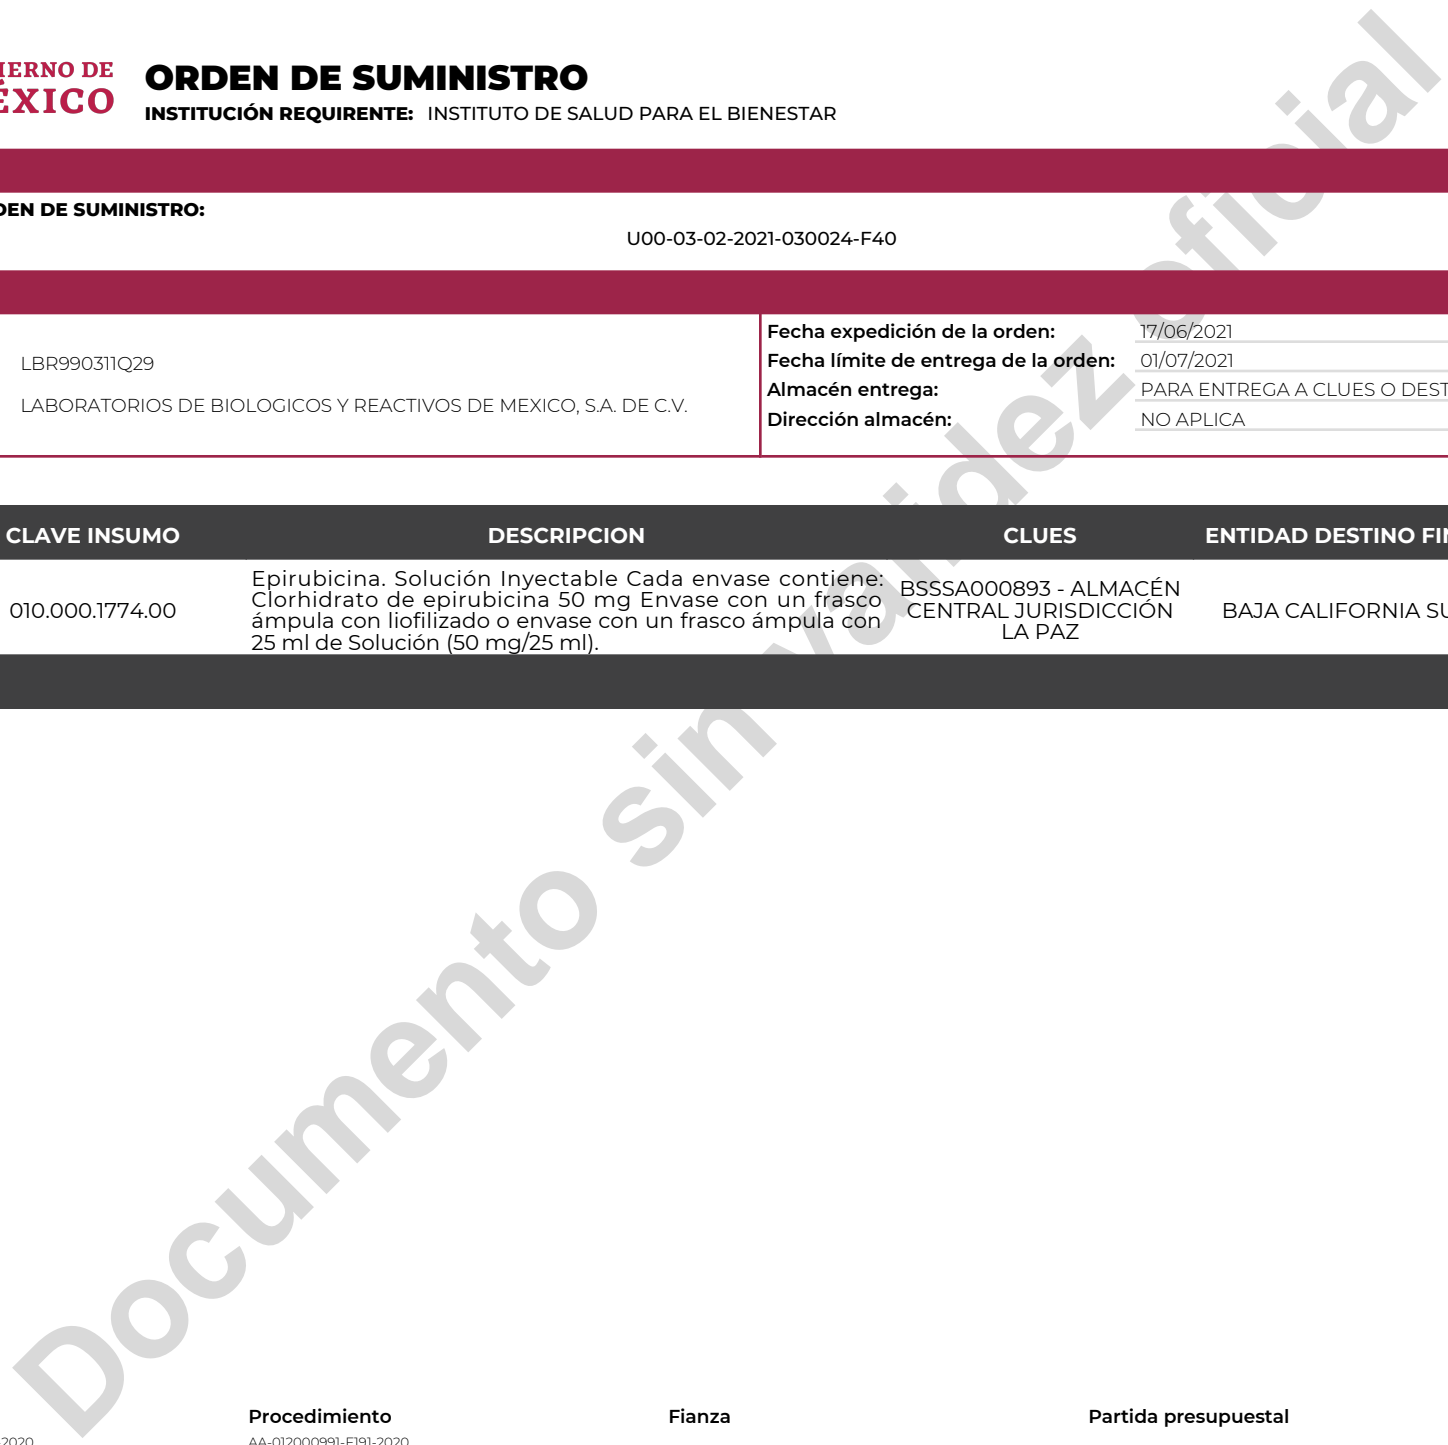 IERNO DE
ÉXICO
ORDEN DE SUMINISTRO
INSTITUCIÓN REQUIRENTE: INSTITUTO DE SALUD PARA EL BIENESTAR
DEN DE SUMINISTRO:
U00-03-02-2021-030024-F40
LBR990311Q29
LABORATORIOS DE BIOLOGICOS Y REACTIVOS DE MEXICO, S.A. DE C.V.
Fecha expedición de la orden: 17/06/2021
Fecha límite de entrega de la orden: 01/07/2021
Almacén entrega: PARA ENTREGA A CLUES O DEST
Dirección almacén: NO APLICA
CLAVE INSUMO DESCRIPCION CLUES ENTIDAD DESTINO FIN
010.000.1774.00
Epirubicina. Solución Inyectable Cada envase contiene:
Clorhidrato de epirubicina 50 mg Envase con un frasco
ámpula con liofilizado o envase con un frasco ámpula con
25 ml de Solución (50 mg/25 ml).
BSSSA000893 - ALMACÉN
CENTRAL JURISDICCIÓN
LA PAZ
BAJA CALIFORNIA SU
Documento sin validez oficial
Procedimiento Fianza Partida presupuestal
-2020 AA-012000991-E191-2020